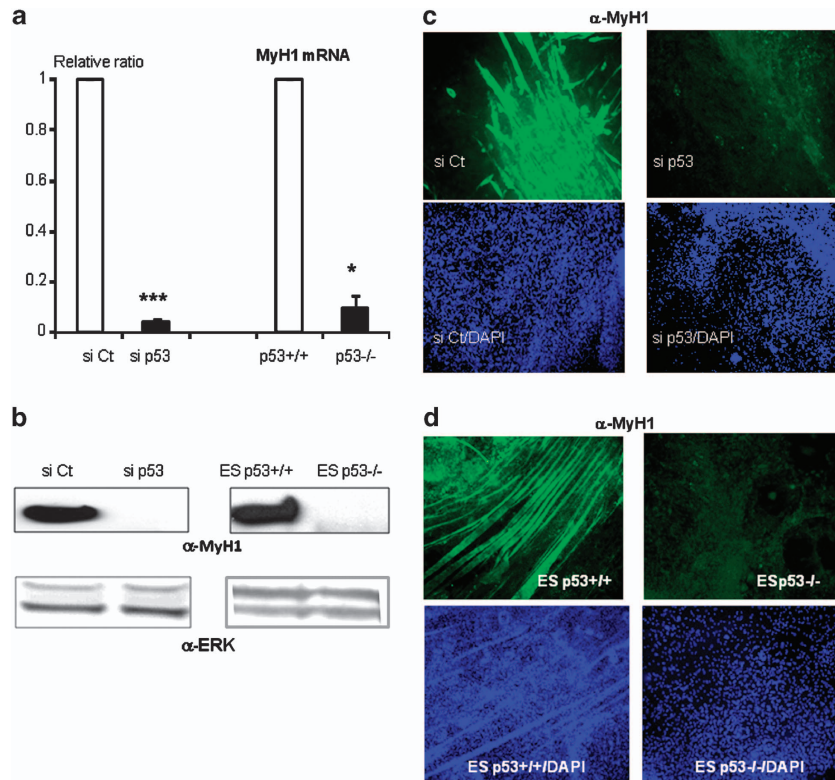 a
Relative ratio
MyH1 mRNA
1
0.8
0.6
0.4
0.2
0
***
*
si Ct
si p53
p53+/+
p53-/-
b
si Ct
si p53
ES p53+/+
ES p53-/-
α-MyH1
α-ERK
c
α-MyH1
si Ct
si p53
si Ct/DAPI
si p53/DAPI
d
α-MyH1
ES p53+/+
ESp53-/-
ES p53+/+/DAPI
ES p53-/-/DAPI